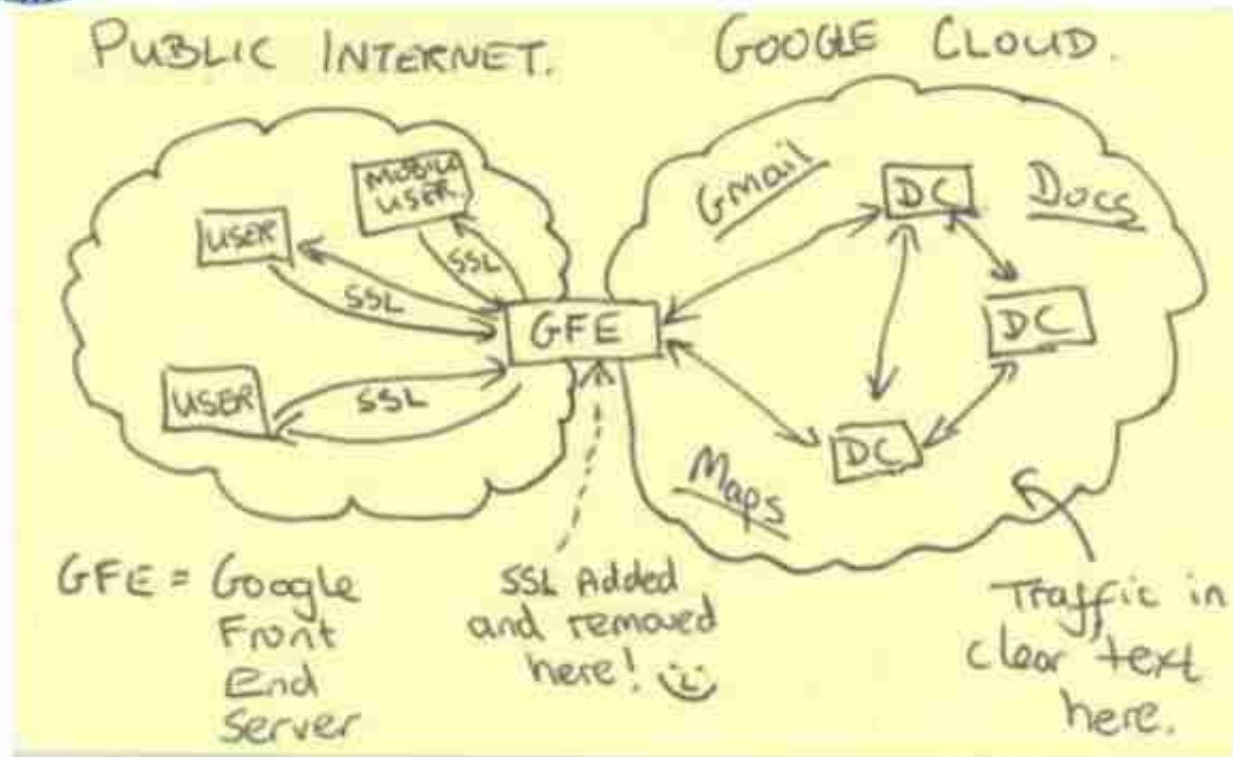 PUBLIC INTERNET.
GOOGLE CLOUD.
MOBILE
USER
USER
SSL
SSL
USER
SSL
GFE
Gmail
DC
Docs
DC
DC
Maps
GFE = Google
Front
End
Server
SSL Added
and removed
here!
Traffic in
clear text
here.